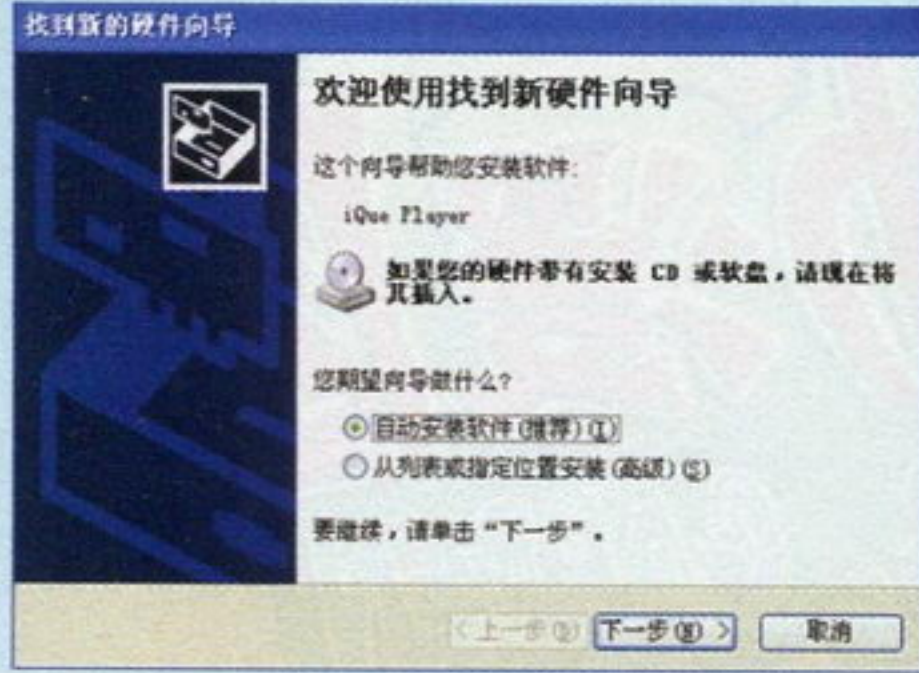 找到新的硬件向导
欢迎使用找到新硬件向导
这个向导帮助您安装软件:
iQue Player
如果您的硬件带有安装 CD 或软盘，请现在将
其插入。
您期望向导做什么?
自动安装软件(推荐)(I)
从列表或指定位置安装(高级)(S)
要继续，请单击“下一步”。
< 上一步(B)
下一步(N) >
取消